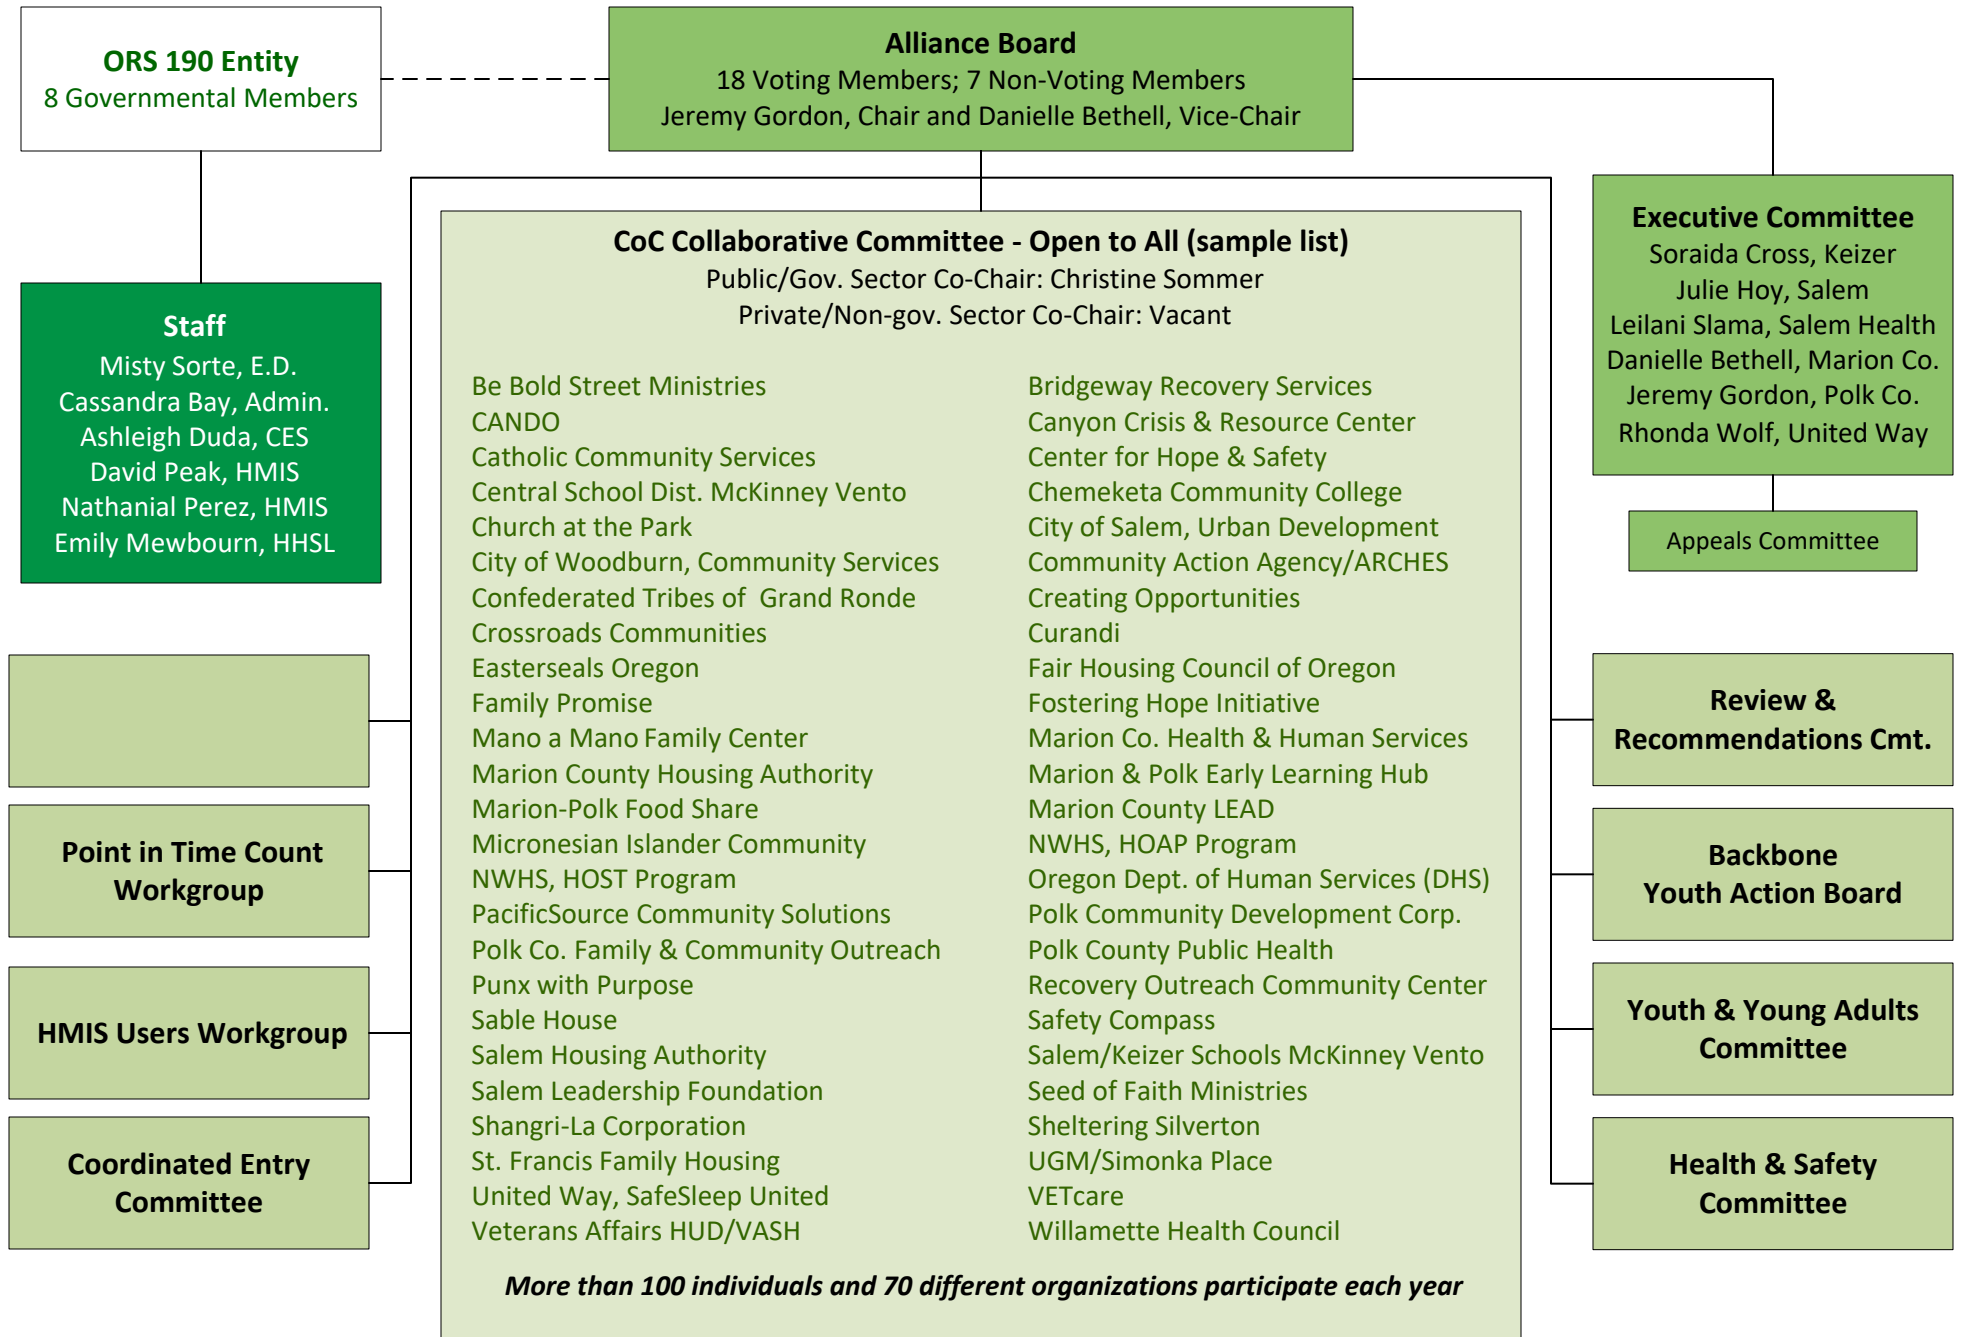 ORS 190 Entity
8 Governmental Members
Alliance Board
18 Voting Members; 7 Non-Voting Members
Jeremy Gordon, Chair and Danielle Bethell, Vice-Chair
Executive Committee
Soraida Cross, Keizer
Julie Hoy, Salem
Leilani Slama, Salem Health
Danielle Bethell, Marion Co.
Jeremy Gordon, Polk Co.
Rhonda Wolf, United Way
Appeals Committee
Staff
Misty Sorte, E.D.
Cassandra Bay, Admin.
Ashleigh Duda, CES
David Peak, HMIS
Nathanial Perez, HMIS
Emily Mewbourn, HHSL
CoC Collaborative Committee - Open to All (sample list)
Public/Gov. Sector Co-Chair: Christine Sommer
Private/Non-gov. Sector Co-Chair: Vacant
Be Bold Street Ministries
CANDO
Catholic Community Services
Central School Dist. McKinney Vento
Church at the Park
City of Woodburn, Community Services
Confederated Tribes of Grand Ronde
Crossroads Communities
Easterseals Oregon
Family Promise
Mano a Mano Family Center
Marion County Housing Authority
Marion-Polk Food Share
Micronesian Islander Community
NWHS, HOST Program
PacificSource Community Solutions
Polk Co. Family & Community Outreach
Punx with Purpose
Sable House
Salem Housing Authority
Salem Leadership Foundation
Shangri-La Corporation
St. Francis Family Housing
United Way, SafeSleep United
Veterans Affairs HUD/VASH
Bridgeway Recovery Services
Canyon Crisis & Resource Center
Center for Hope & Safety
Chemeketa Community College
City of Salem, Urban Development
Community Action Agency/ARCHES
Creating Opportunities
Curandi
Fair Housing Council of Oregon
Fostering Hope Initiative
Marion Co. Health & Human Services
Marion & Polk Early Learning Hub
Marion County LEAD
NWHS, HOAP Program
Oregon Dept. of Human Services (DHS)
Polk Community Development Corp.
Polk County Public Health
Recovery Outreach Community Center
Safety Compass
Salem/Keizer Schools McKinney Vento
Seed of Faith Ministries
Sheltering Silverton
UGM/Simonka Place
VETcare
Willamette Health Council
More than 100 individuals and 70 different organizations participate each year
Point in Time Count
Workgroup
HMIS Users Workgroup
Coordinated Entry
Committee
Review &
Recommendations Cmt.
Backbone
Youth Action Board
Youth & Young Adults
Committee
Health & Safety
Committee